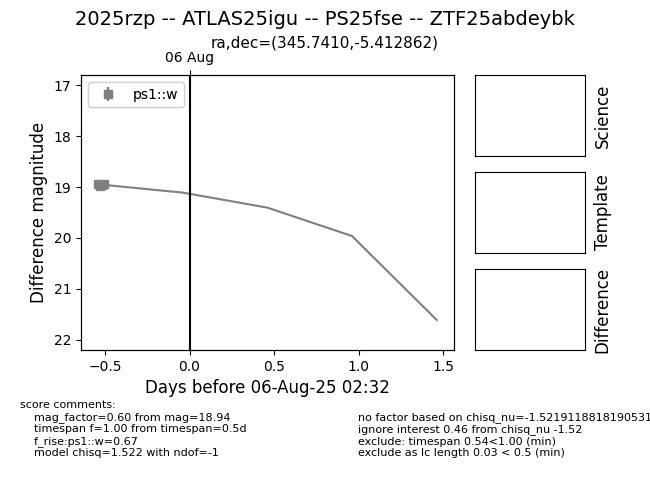 2025rzp -- ATLAS25igu -- PS25fse -- ZTF25abdeybk
ra,dec=(345.7410,-5.412862)
06 Aug
ps1::w
17
18
19
20
21
22
Difference magnitude
−0.5
0.0
0.5
1.0
1.5
Days before 06-Aug-25 02:32
Science
Template
Difference
score comments:
mag_factor=0.60 from mag=18.94
timespan f=1.00 from timespan=0.5d
f_rise:ps1::w=0.67
model chisq=1.522 with ndof=-1
no factor based on chisq_nu=-1.5219118818190531
ignore interest 0.46 from chisq_nu -1.52
exclude: timespan 0.54<1.00 (min)
exclude as lc length 0.03 < 0.5 (min)